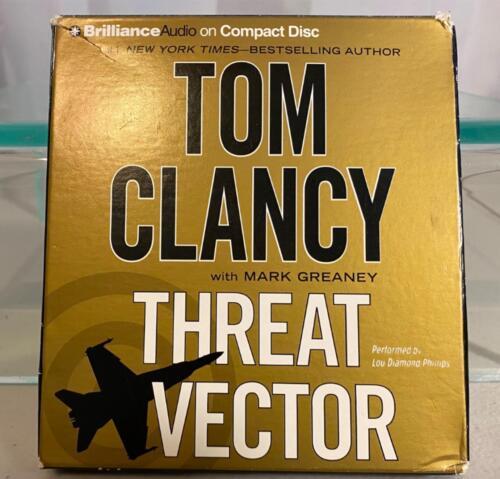 BrillianceAudio on Compact Disc
#1 NEW YORK TIMES—BESTSELLING AUTHOR
TOM
CLANCY
with MARK GREANEY
THREAT
VECTOR
Performed by
Lou Diamond Phillips